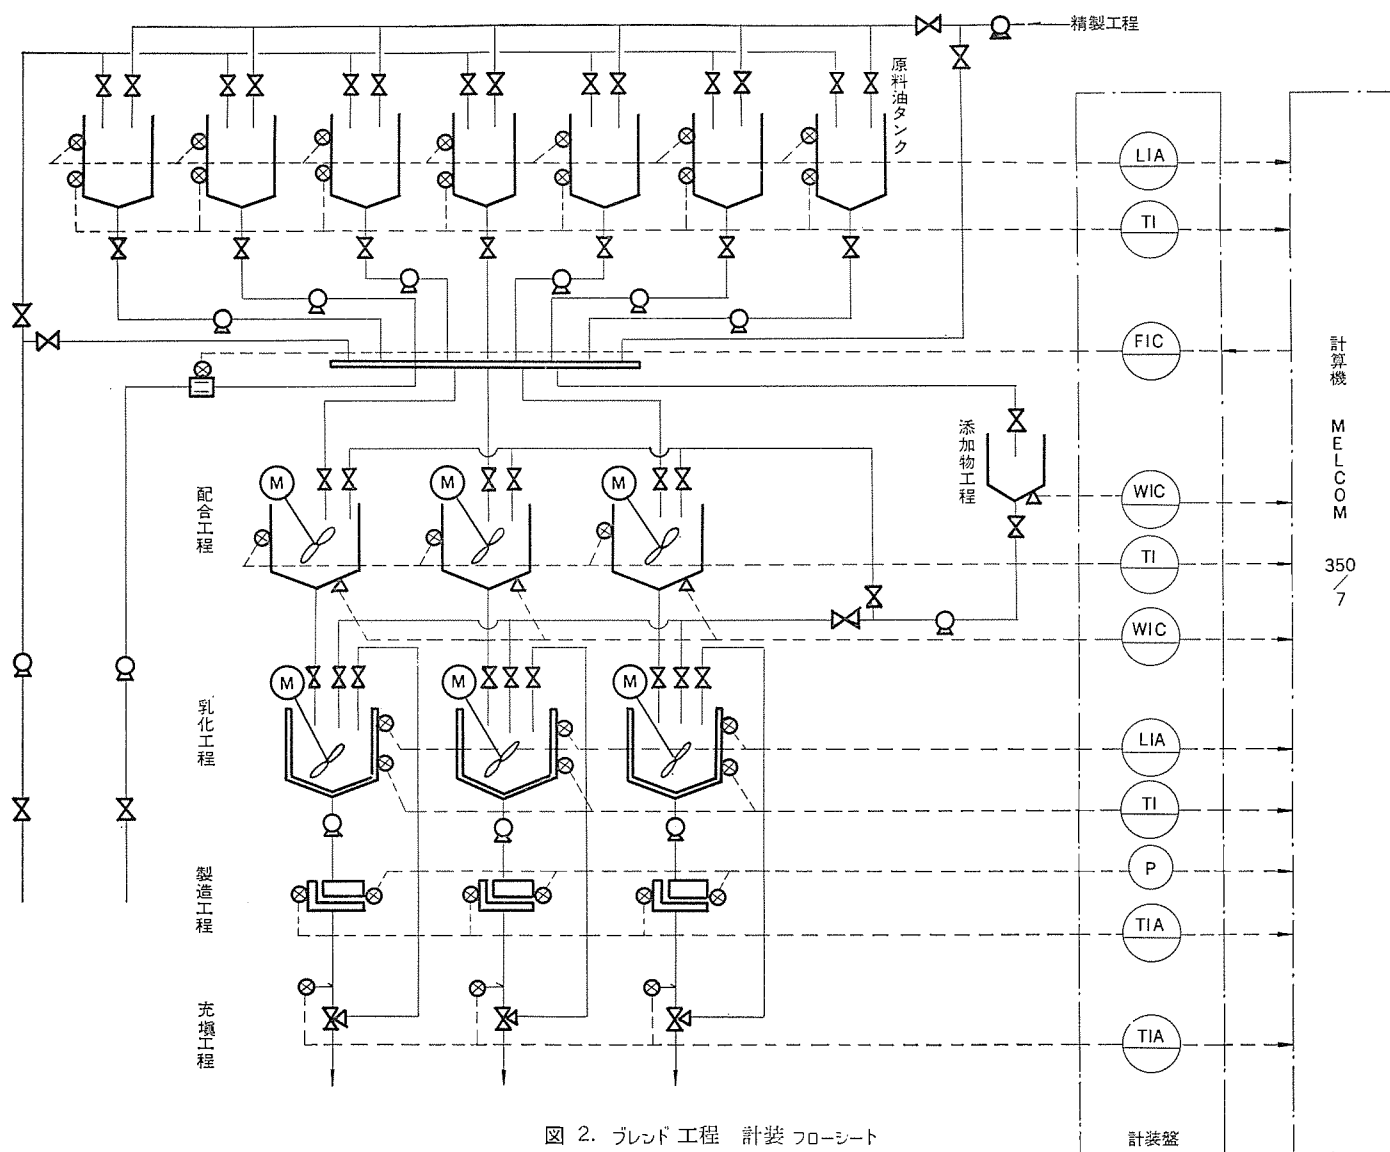 精製工程
原料油タンク
LIA
TI
FIC
計算機 MELCOM 350/7
添加物工程
配合工程
M
M
M
WIC
TI
WIC
乳化工程
M
M
M
LIA
TI
製造工程
P
TIA
充塡工程
TIA
計装盤
図 2. ブレンド工程 計装フローシート